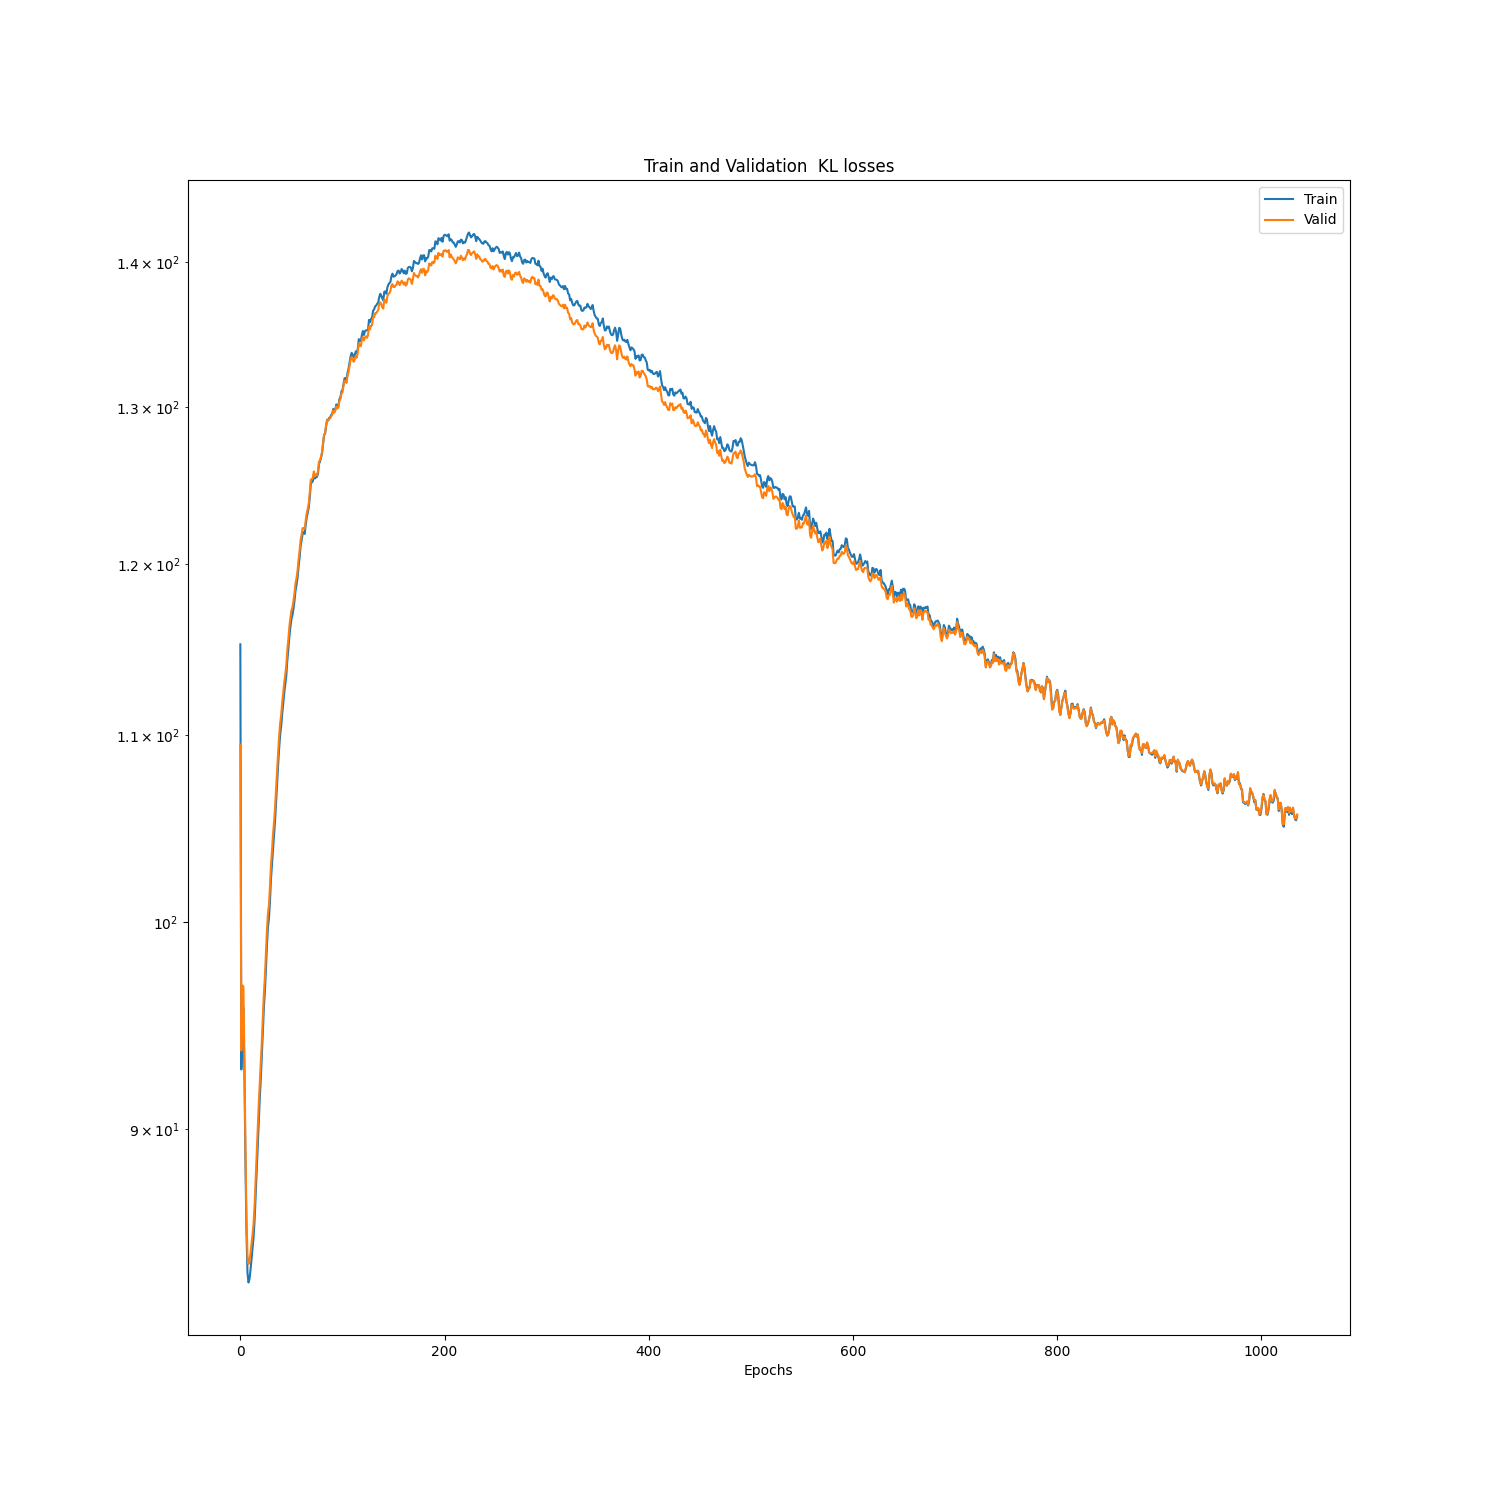 Train and Validation  KL losses
Train
Valid
1.4 × 10²
1.3 × 10²
1.2 × 10²
1.1 × 10²
10²
9 × 10¹
0 200 400 600 800 1000
Epochs